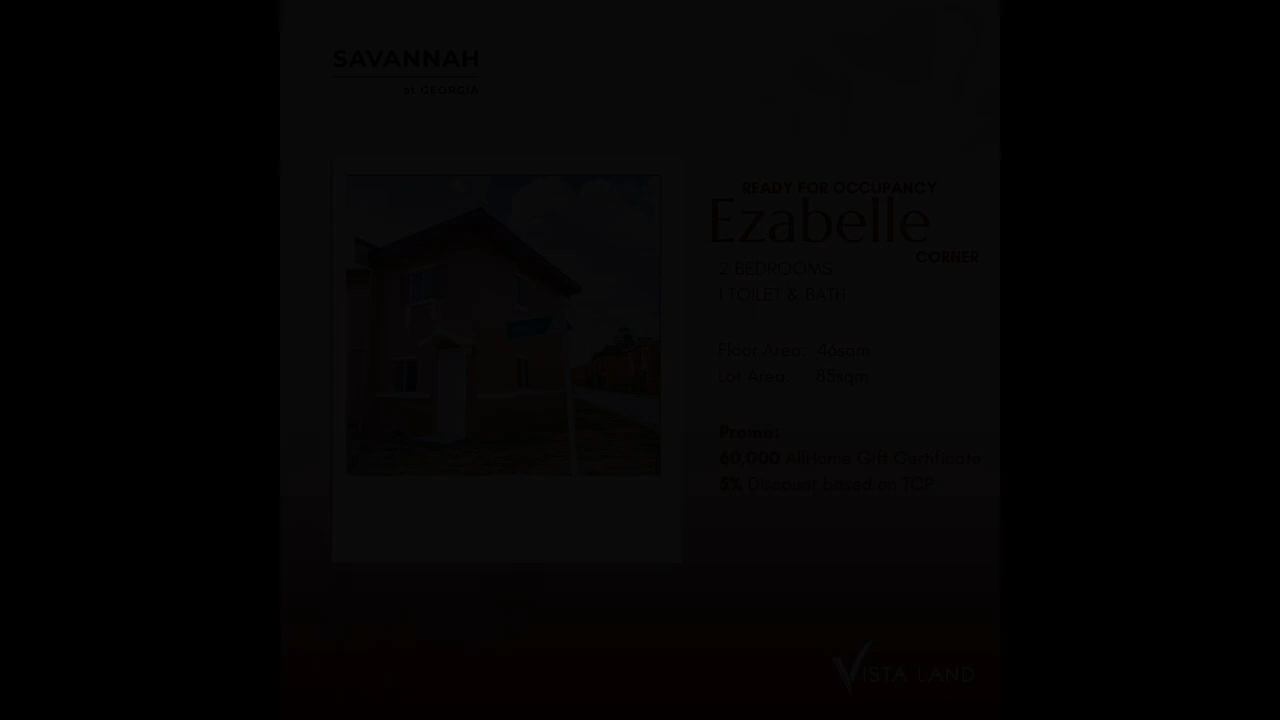 SAVANNAH
at GEORGIA
READY FOR OCCUPANCY
Ezabelle
CORNER
2 BEDROOMS
1 TOILET & BATH
Floor Area: 46sqm
Lot Area: 85sqm
Promo:
60,000 AllHome Gift Certificate
5% Discount based on TCP
VISTA LAND